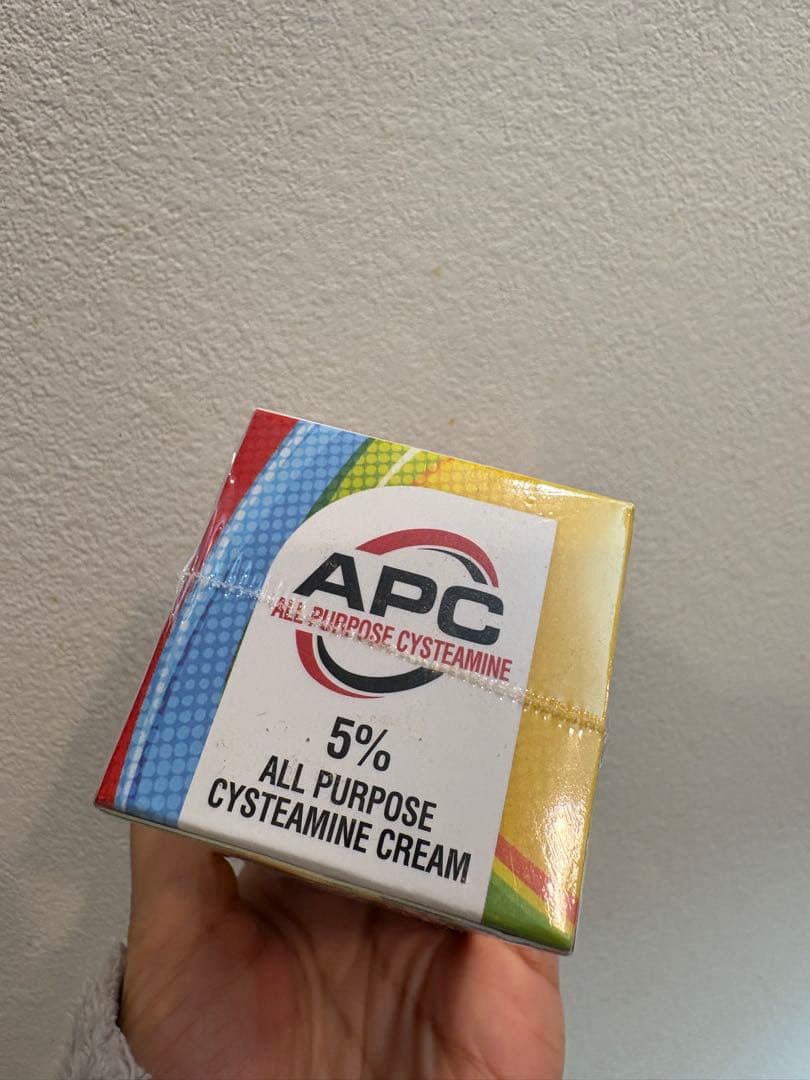 APC
ALL PURPOSE CYSTEAMINE
5%
ALL PURPOSE
CYSTEAMINE CREAM